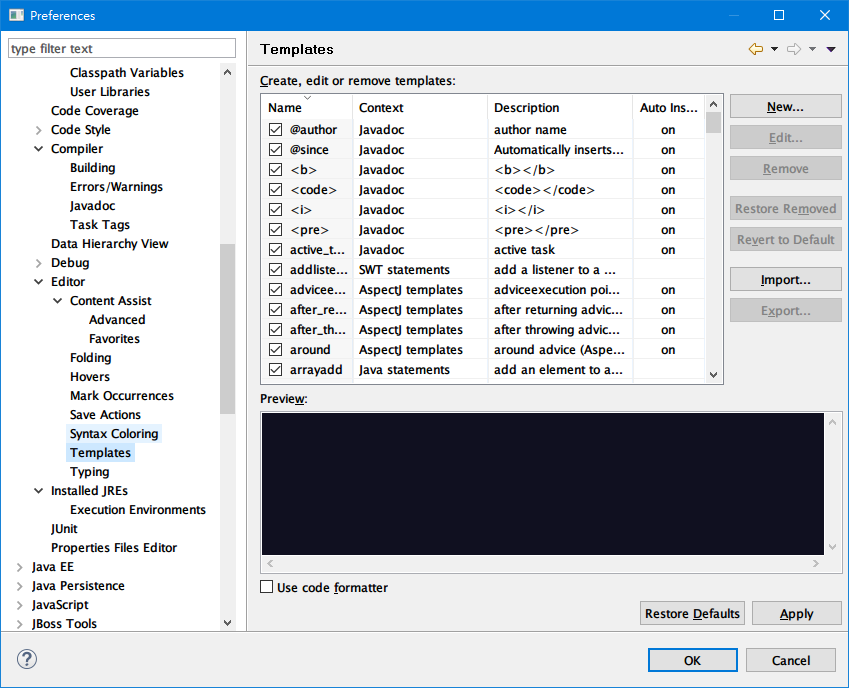 Preferences
type filter text
Classpath Variables
User Libraries
Code Coverage
Code Style
Compiler
Building
Errors/Warnings
Javadoc
Task Tags
Data Hierarchy View
Debug
Editor
Content Assist
Advanced
Favorites
Folding
Hovers
Mark Occurrences
Save Actions
Syntax Coloring
Templates
Typing
Installed JREs
Execution Environments
JUnit
Properties Files Editor
Java EE
Java Persistence
JavaScript
JBoss Tools
Templates
Create, edit or remove templates:
Name Context Description Auto Ins...
@author Javadoc author name on
@since Javadoc Automatically inserts... on
<b> Javadoc <b></b> on
<code> Javadoc <code></code> on
<i> Javadoc <i></i> on
<pre> Javadoc <pre></pre> on
active_t... Javadoc active task on
addliste... SWT statements add a listener to a ...
advicee... AspectJ templates adviceexecution poi... on
after_re... AspectJ templates after returning advic... on
after_th... AspectJ templates after throwing advic... on
around AspectJ templates around advice (Aspe... on
arrayadd Java statements add an element to a...
New...
Edit...
Remove
Restore Removed
Revert to Default
Import...
Export...
Preview:
Use code formatter
Restore Defaults
Apply
?
OK
Cancel